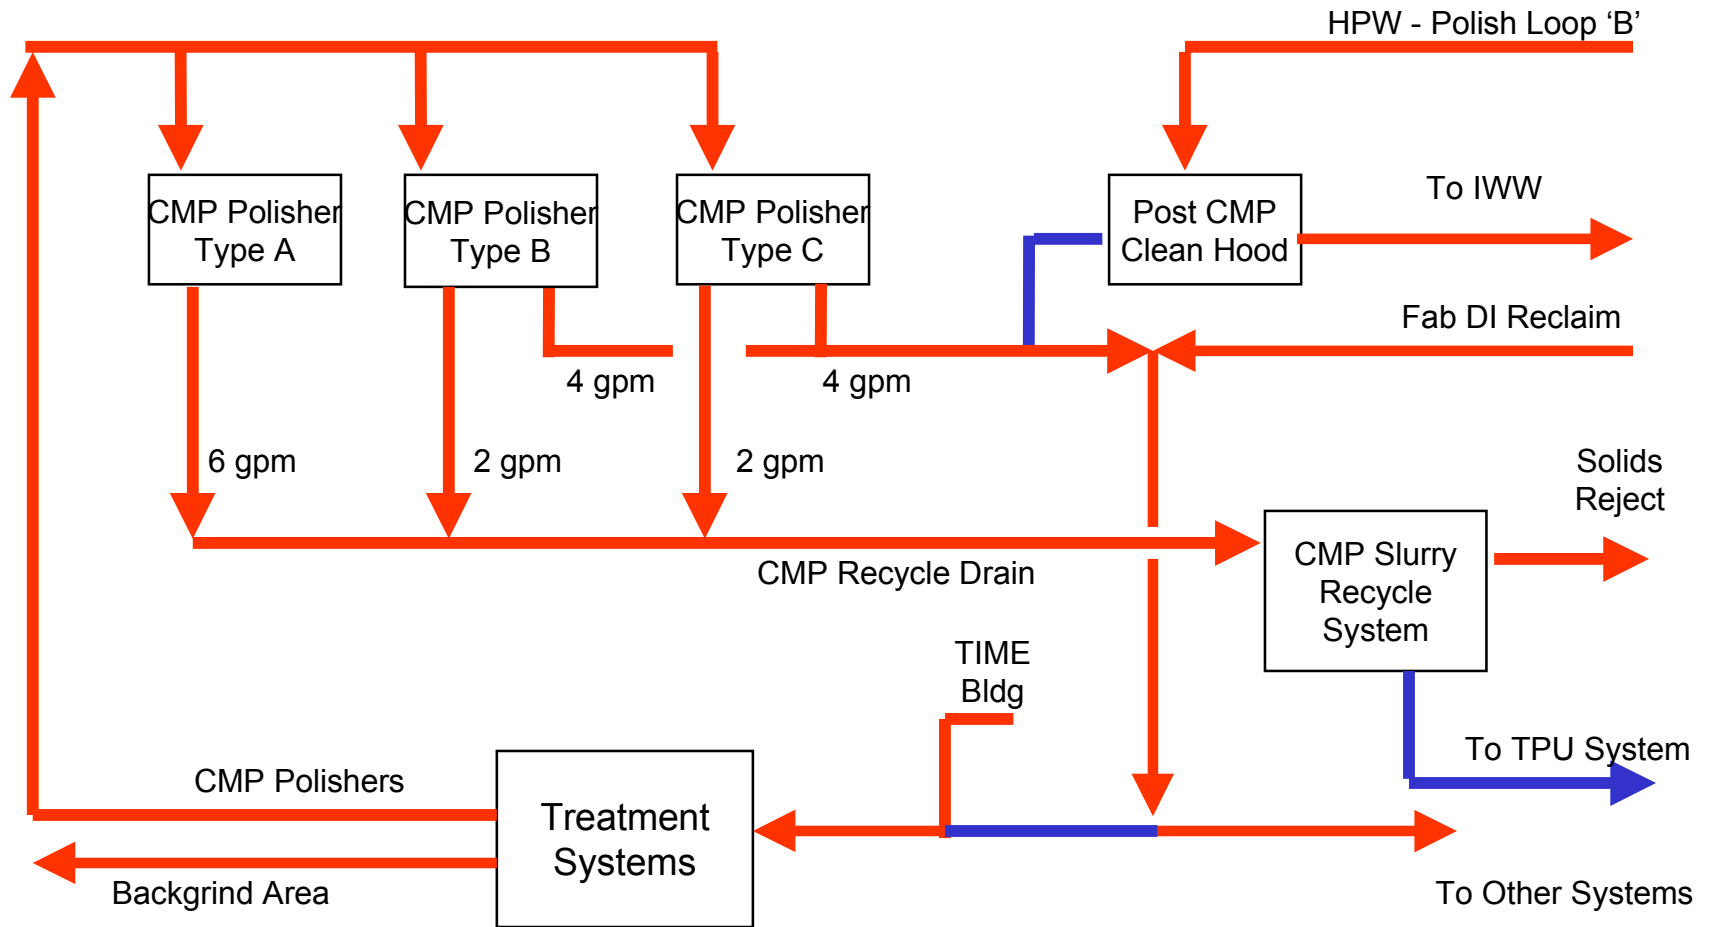 HPW - Polish Loop ‘B’
CMP Polisher
Type A
CMP Polisher
Type B
CMP Polisher
Type C
Post CMP
Clean Hood
To IWW
Fab DI Reclaim
4 gpm
4 gpm
6 gpm
2 gpm
2 gpm
Solids
Reject
CMP Recycle Drain
CMP Slurry
Recycle
System
TIME
Bldg
To TPU System
CMP Polishers
Treatment
Systems
Backgrind Area
To Other Systems